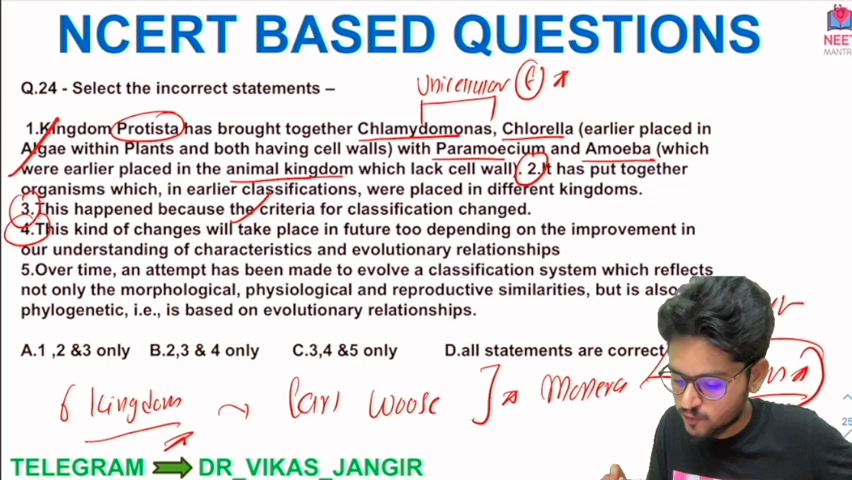 NCERT BASED QUESTIONS
NEET
MANTRA
Q.24 - Select the incorrect statements –
Unicellular (E)
1.Kingdom Protista has brought together Chlamydomonas, Chlorella (earlier placed in
Algae within Plants and both having cell walls) with Paramoecium and Amoeba (which
were earlier placed in the animal kingdom which lack cell wall). 2.It has put together
organisms which, in earlier classifications, were placed in different kingdoms.
3.This happened because the criteria for classification changed.
4.This kind of changes will take place in future too depending on the improvement in
our understanding of characteristics and evolutionary relationships
5.Over time, an attempt has been made to evolve a classification system which reflects
not only the morphological, physiological and reproductive similarities, but is also
phylogenetic, i.e., is based on evolutionary relationships.
A.1 ,2 &3 only B.2,3 & 4 only C.3,4 &5 only D.all statements are correct
6 kingdom Carl Woose Monera
25
TELEGRAM DR_VIKAS_JANGIR